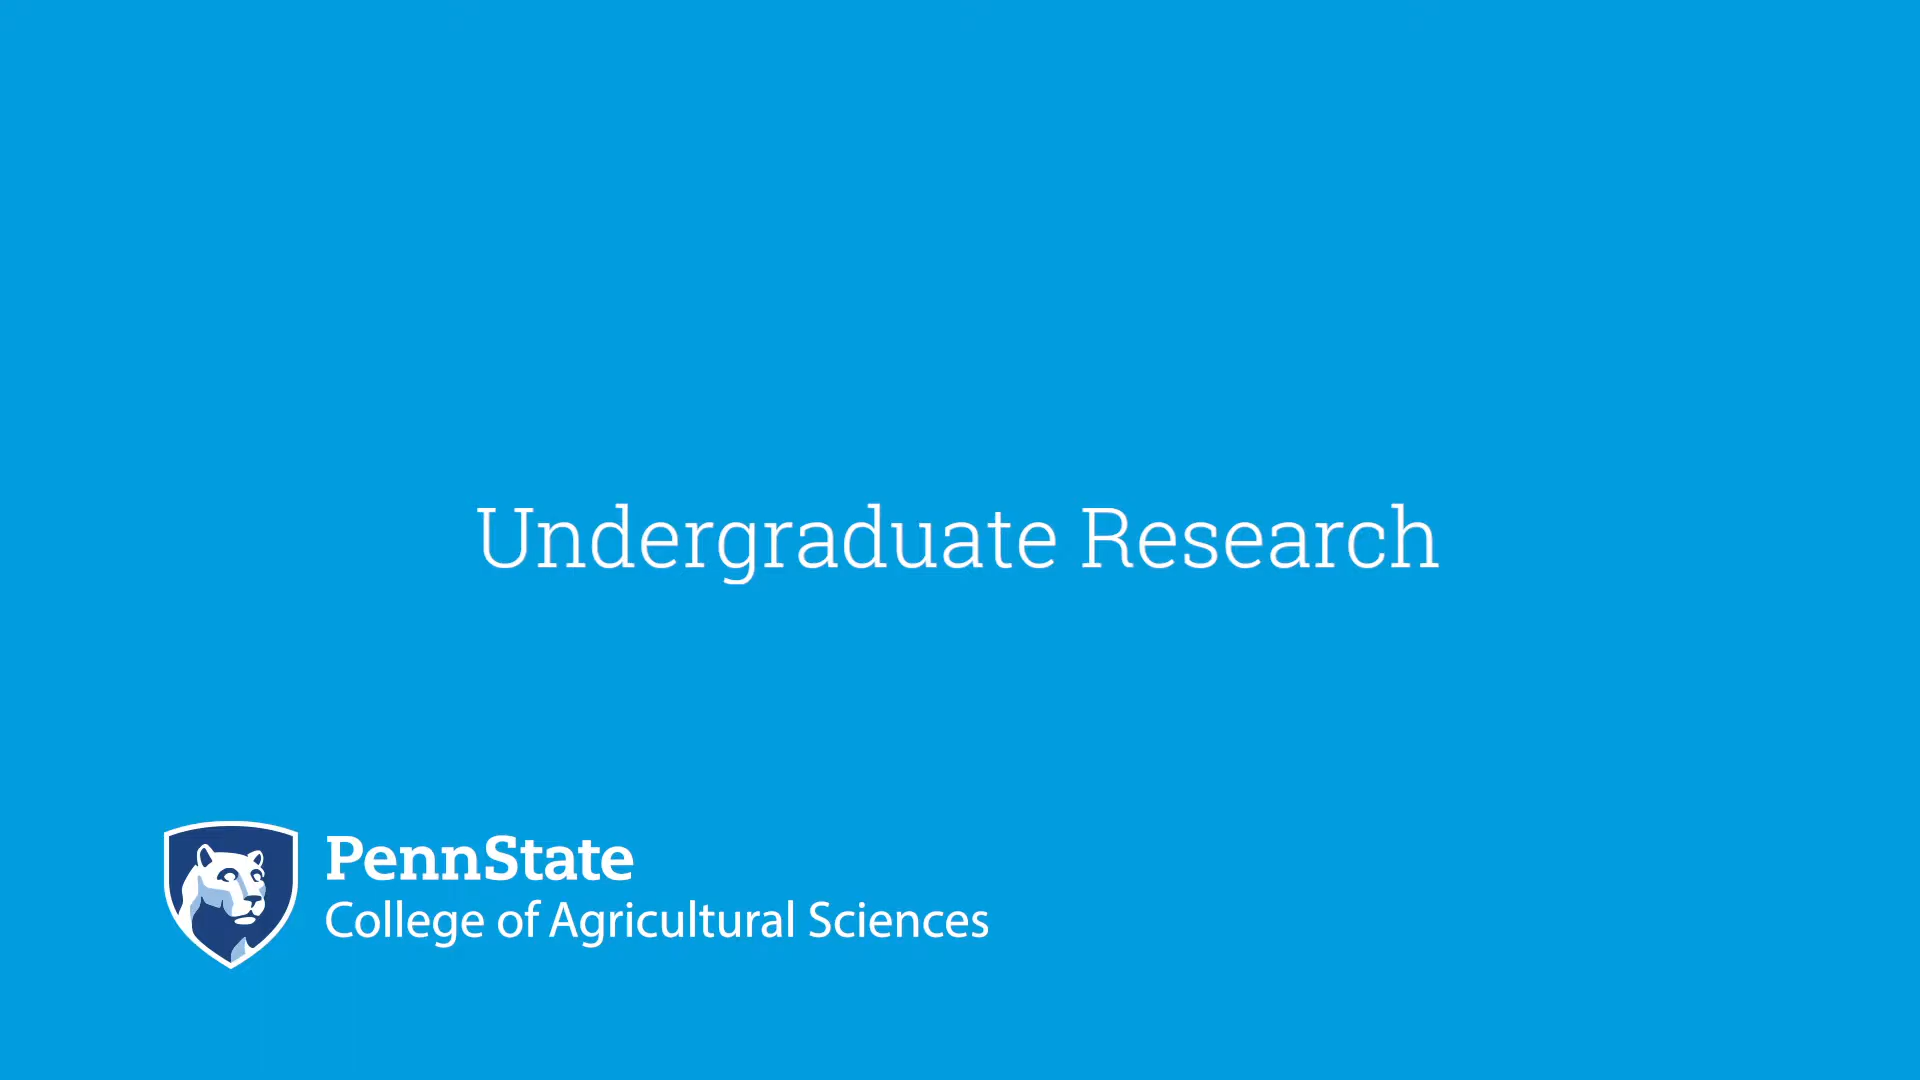 Undergraduate Research
PennState
College of Agricultural Sciences